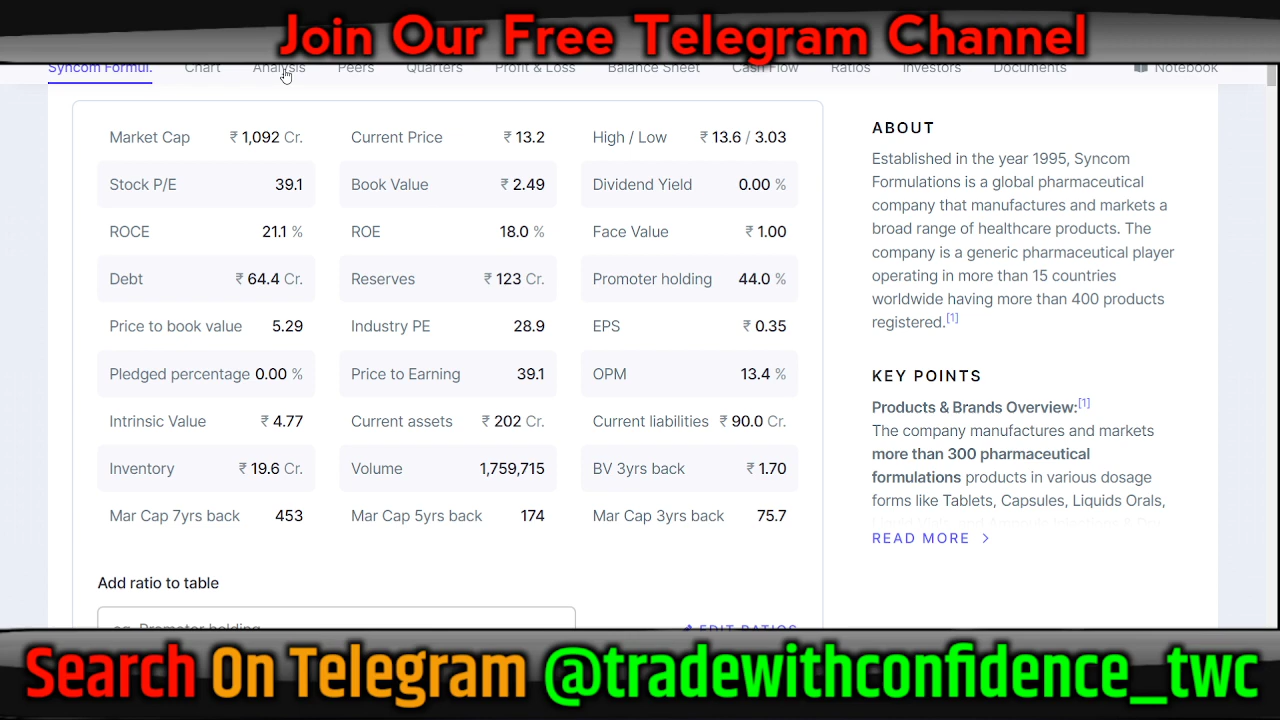 Join Our Free Telegram Channel
Syncom Formul. Chart Analysis Peers Quarters Profit & Loss Balance Sheet Cash Flow Ratios Investors Documents Notebook
Market Cap ₹ 1,092 Cr. Current Price ₹ 13.2 High / Low ₹ 13.6 / 3.03
Stock P/E 39.1 Book Value ₹ 2.49 Dividend Yield 0.00 %
ROCE 21.1 % ROE 18.0 % Face Value ₹ 1.00
Debt ₹ 64.4 Cr. Reserves ₹ 123 Cr. Promoter holding 44.0 %
Price to book value 5.29 Industry PE 28.9 EPS ₹ 0.35
Pledged percentage 0.00 % Price to Earning 39.1 OPM 13.4 %
Intrinsic Value ₹ 4.77 Current assets ₹ 202 Cr. Current liabilities ₹ 90.0 Cr.
Inventory ₹ 19.6 Cr. Volume 1,759,715 BV 3yrs back ₹ 1.70
Mar Cap 7yrs back 453 Mar Cap 5yrs back 174 Mar Cap 3yrs back 75.7
Add ratio to table
eg. Promoter holding
EDIT RATIOS
ABOUT
Established in the year 1995, Syncom
Formulations is a global pharmaceutical
company that manufactures and markets a
broad range of healthcare products. The
company is a generic pharmaceutical player
operating in more than 15 countries
worldwide having more than 400 products
registered.[1]
KEY POINTS
Products & Brands Overview:[1]
The company manufactures and markets
more than 300 pharmaceutical
formulations products in various dosage
forms like Tablets, Capsules, Liquids Orals,
READ MORE >
Search On Telegram @tradewithconfidence_twc